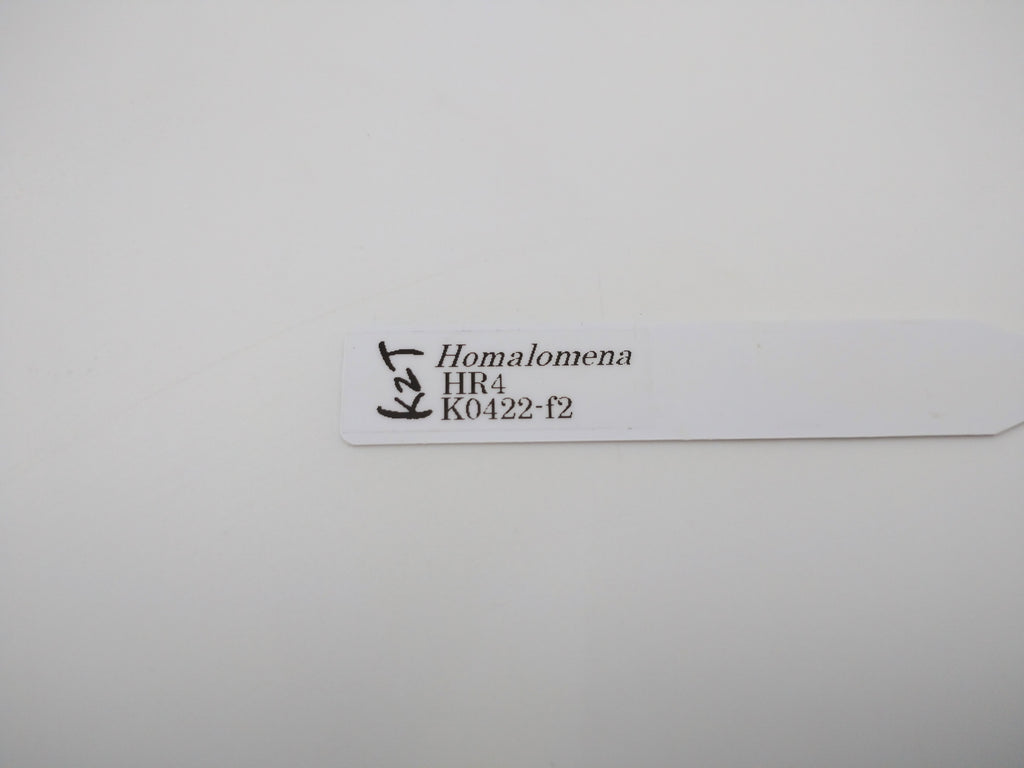 KZT
Homalomena
HR4
K0422-f2